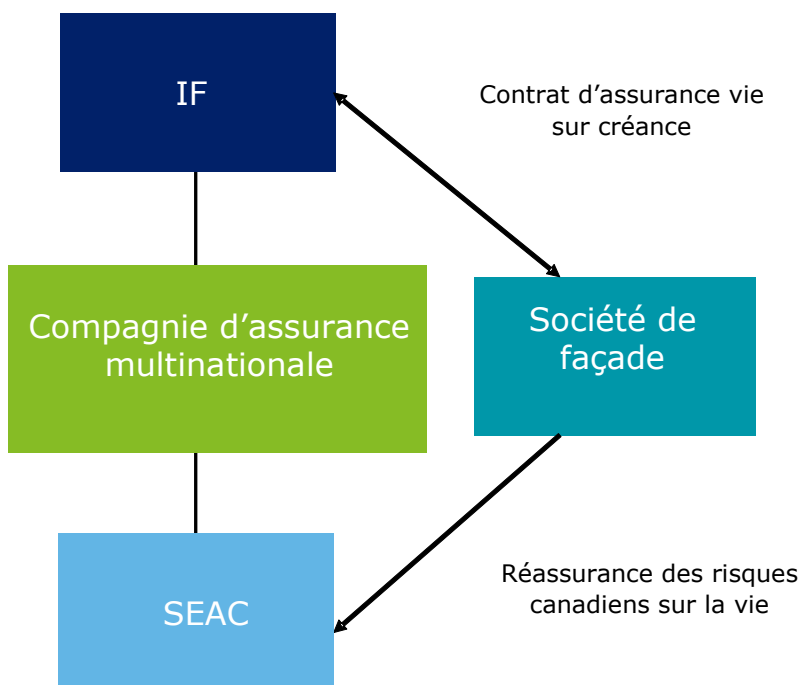 IF
Contrat d’assurance vie
sur créance
Compagnie d’assurance
multinationale
Société de
façade
SEAC
Réassurance des risques
canadiens sur la vie